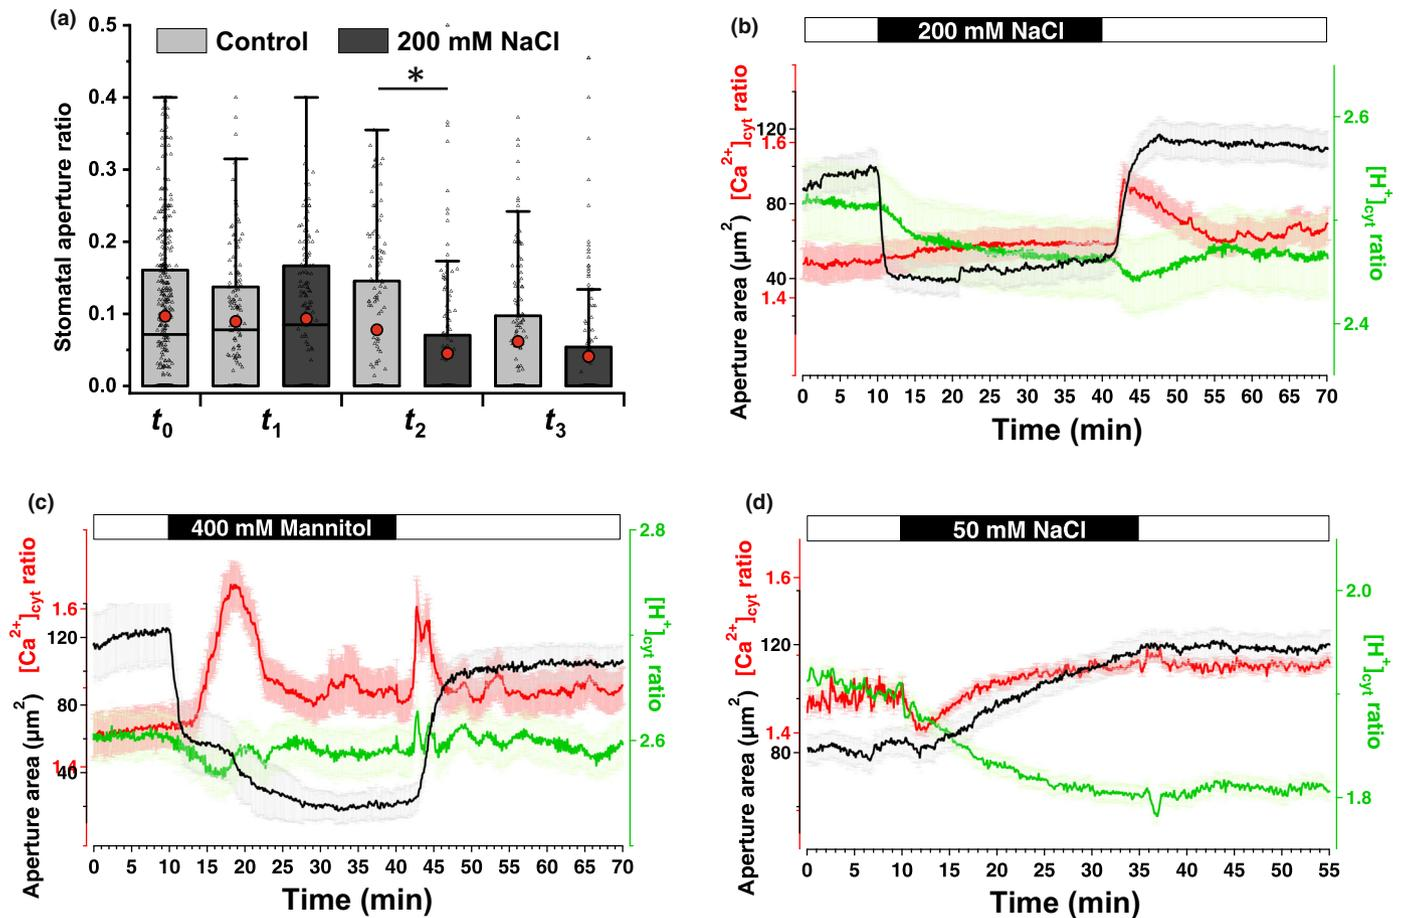 (a)
Control
200 mM NaCl
*
Stomatal aperture ratio
0.5
0.4
0.3
0.2
0.1
0.0
t0
t1
t2
t3
(b)
200 mM NaCl
[Ca2+]cyt ratio
1.6
1.4
Aperture area (µm2)
120
80
40
[H+]cyt ratio
2.6
2.4
0 5 10 15 20 25 30 35 40 45 50 55 60 65 70
Time (min)
(c)
400 mM Mannitol
[Ca2+]cyt ratio
1.6
1.4
Aperture area (µm2)
120
80
40
[H+]cyt ratio
2.8
2.6
0 5 10 15 20 25 30 35 40 45 50 55 60 65 70
Time (min)
(d)
50 mM NaCl
[Ca2+]cyt ratio
1.6
1.4
Aperture area (µm2)
120
80
[H+]cyt ratio
2.0
1.8
0 5 10 15 20 25 30 35 40 45 50 55
Time (min)